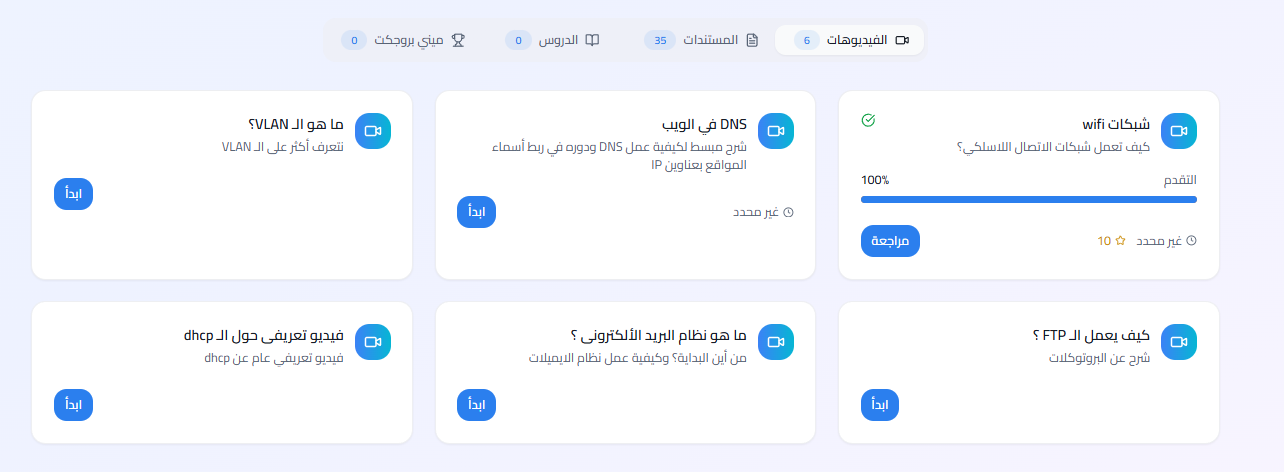 الفيديوهات 6
المستندات 35
الدروس 0
ميني بروجكت 0
شبكات wifi
كيف تعمل شبكات الاتصال اللاسلكي؟
التقدم 100%
غير محدد 10
مراجعة
DNS في الويب
شرح مبسط لكيفية عمل DNS ودوره في ربط أسماء
المواقع بعناوين IP
غير محدد
ابدأ
ما هو الـ VLAN؟
نتعرف أكثر على الـ VLAN
ابدأ
كيف يعمل الـ FTP ؟
شرح عن البروتوكلات
ابدأ
ما هو نظام البريد الألكتروني ؟
من أين البداية؟ وكيفية عمل نظام الايميلات
ابدأ
فيديو تعريفي حول الـ dhcp
فيديو تعريفي عام عن dhcp
ابدأ